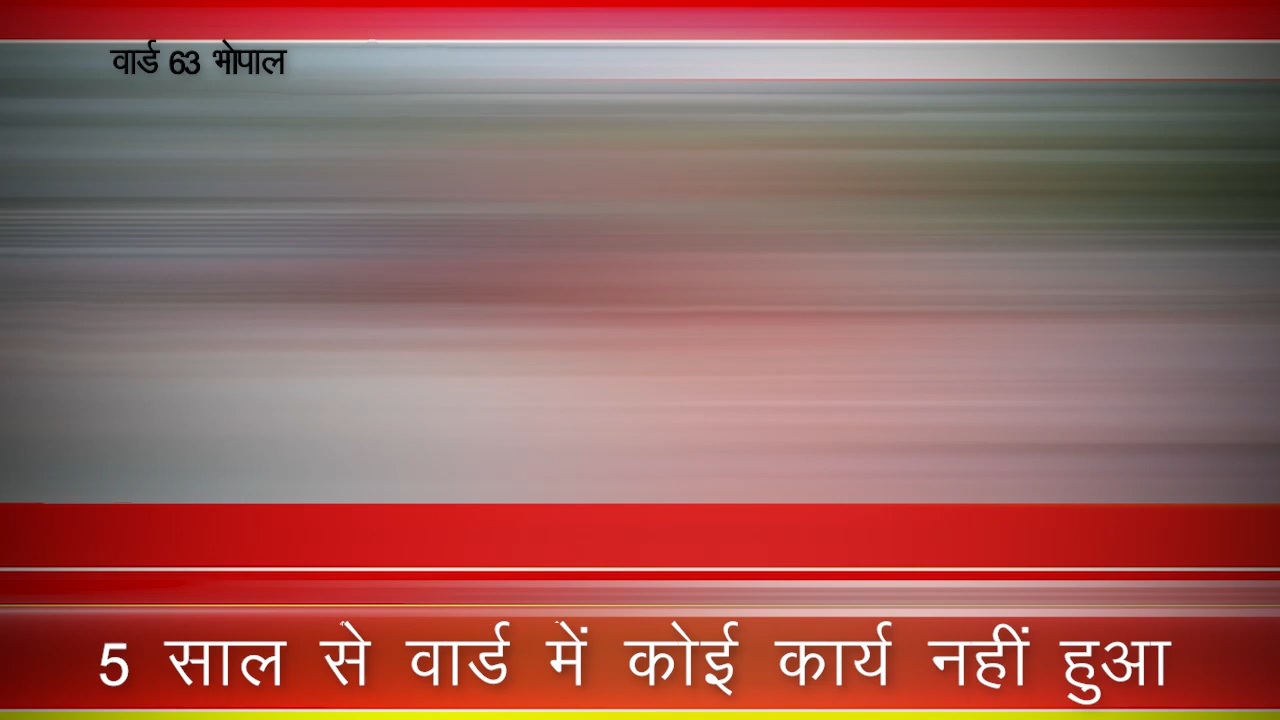 वार्ड 63 भोपाल
5 साल से वार्ड में कोई कार्य नहीं हुआ